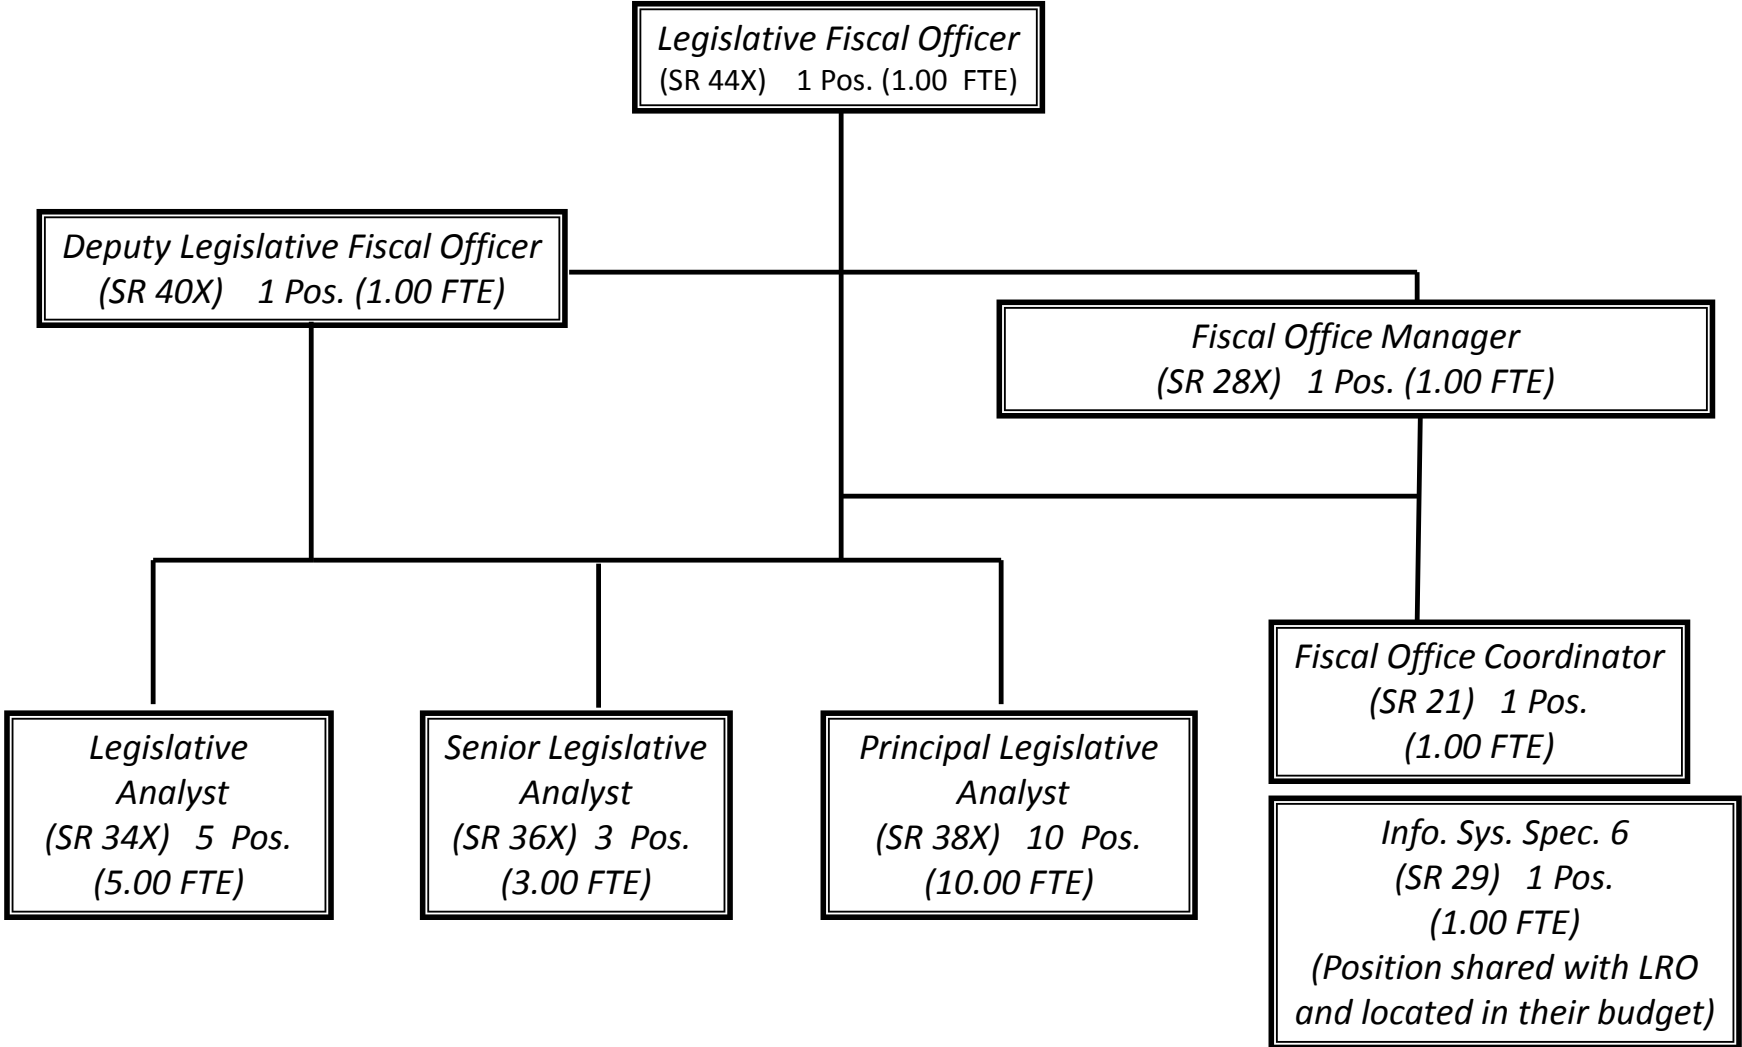 Legislative Fiscal Officer
(SR 44X) 1 Pos. (1.00 FTE)
Deputy Legislative Fiscal Officer
(SR 40X) 1 Pos. (1.00 FTE)
Fiscal Office Manager
(SR 28X) 1 Pos. (1.00 FTE)
Legislative
Analyst
(SR 34X) 5 Pos.
(5.00 FTE)
Senior Legislative
Analyst
(SR 36X) 3 Pos.
(3.00 FTE)
Principal Legislative
Analyst
(SR 38X) 10 Pos.
(10.00 FTE)
Fiscal Office Coordinator
(SR 21) 1 Pos.
(1.00 FTE)
Info. Sys. Spec. 6
(SR 29) 1 Pos.
(1.00 FTE)
(Position shared with LRO
and located in their budget)